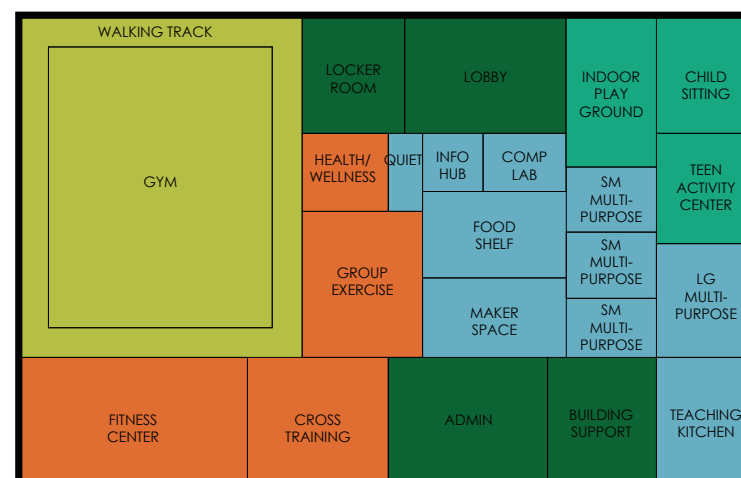 WALKING TRACK
GYM
LOCKER
ROOM
LOBBY
INDOOR
PLAY
GROUND
CHILD
SITTING
HEALTH/
WELLNESS
QUIET
INFO
HUB
COMP
LAB
SM
MULTI-
PURPOSE
TEEN
ACTIVITY
CENTER
FOOD
SHELF
GROUP
EXERCISE
SM
MULTI-
PURPOSE
LG
MULTI-
PURPOSE
MAKER
SPACE
SM
MULTI-
PURPOSE
FITNESS
CENTER
CROSS
TRAINING
ADMIN
BUILDING
SUPPORT
TEACHING
KITCHEN